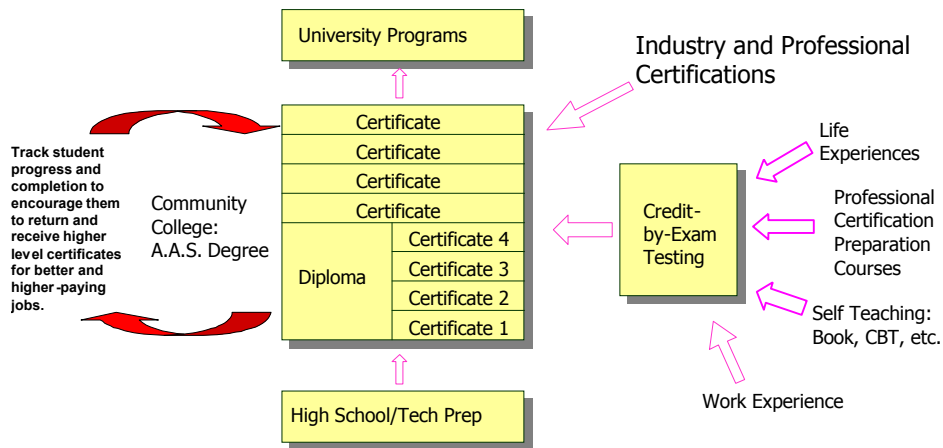 University Programs
Industry and Professional
Certifications
Track student
progress and
completion to
encourage them
to return and
receive higher
level certificates
for better and
higher-paying
jobs.
Community
College:
A.A.S. Degree
Certificate
Certificate
Certificate
Certificate
Diploma
Certificate 4
Certificate 3
Certificate 2
Certificate 1
High School/Tech Prep
Credit-
by-Exam
Testing
Life
Experiences
Professional
Certification
Preparation
Courses
Self Teaching:
Book, CBT, etc.
Work Experience